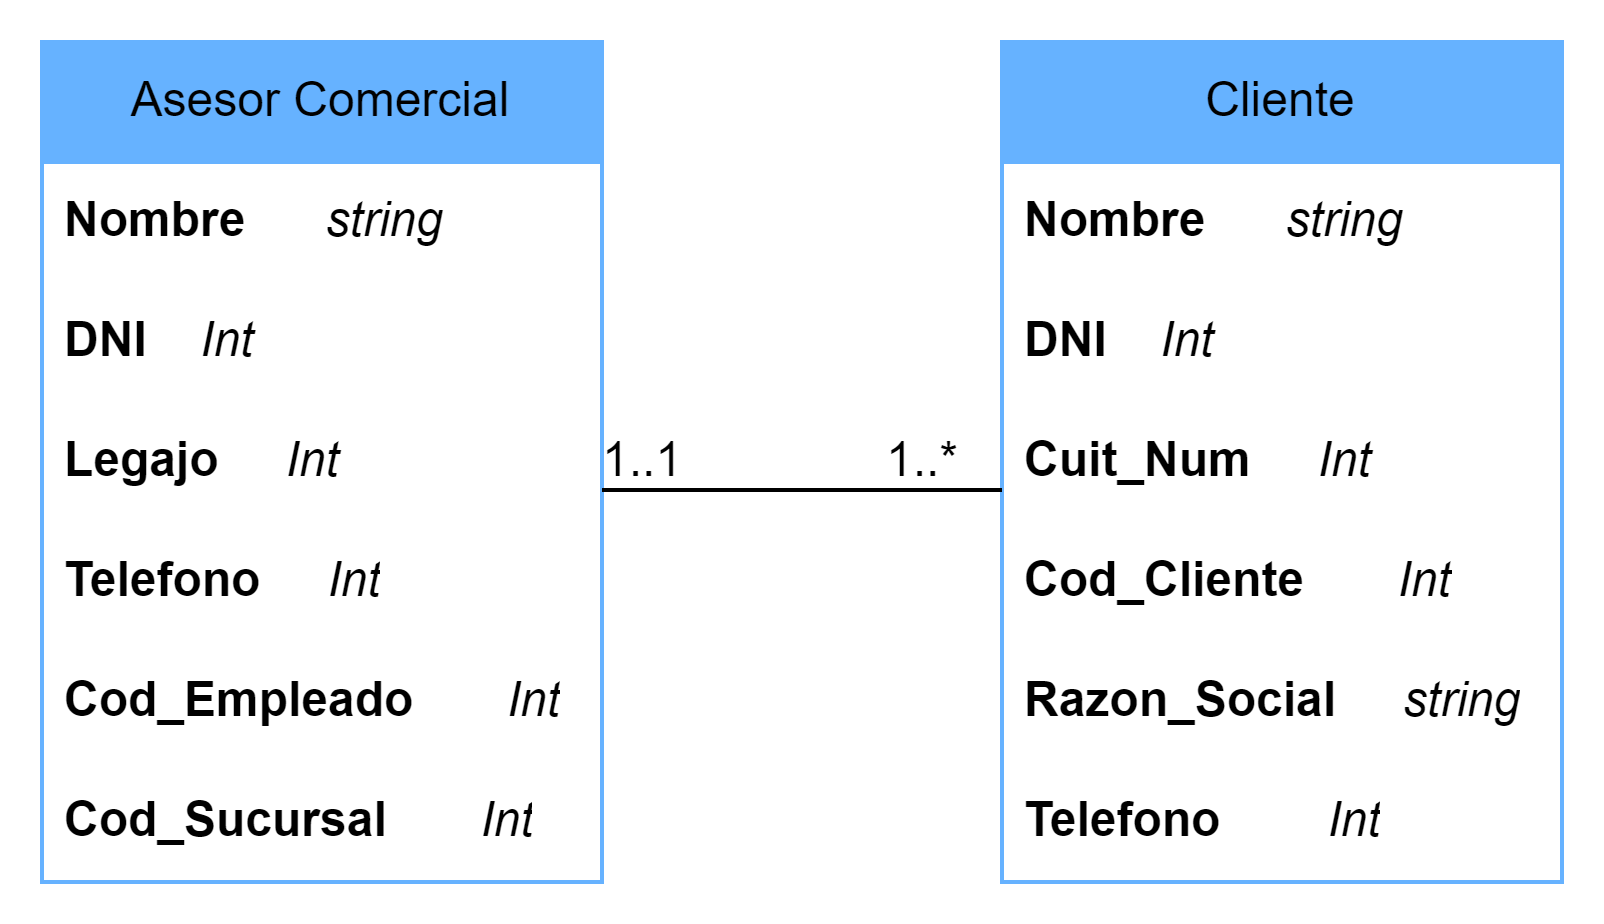 Asesor Comercial
Nombre string
DNI Int
Legajo Int
Telefono Int
Cod_Empleado Int
Cod_Sucursal Int
1..1
1..*
Cliente
Nombre string
DNI Int
Cuit_Num Int
Cod_Cliente Int
Razon_Social string
Telefono Int